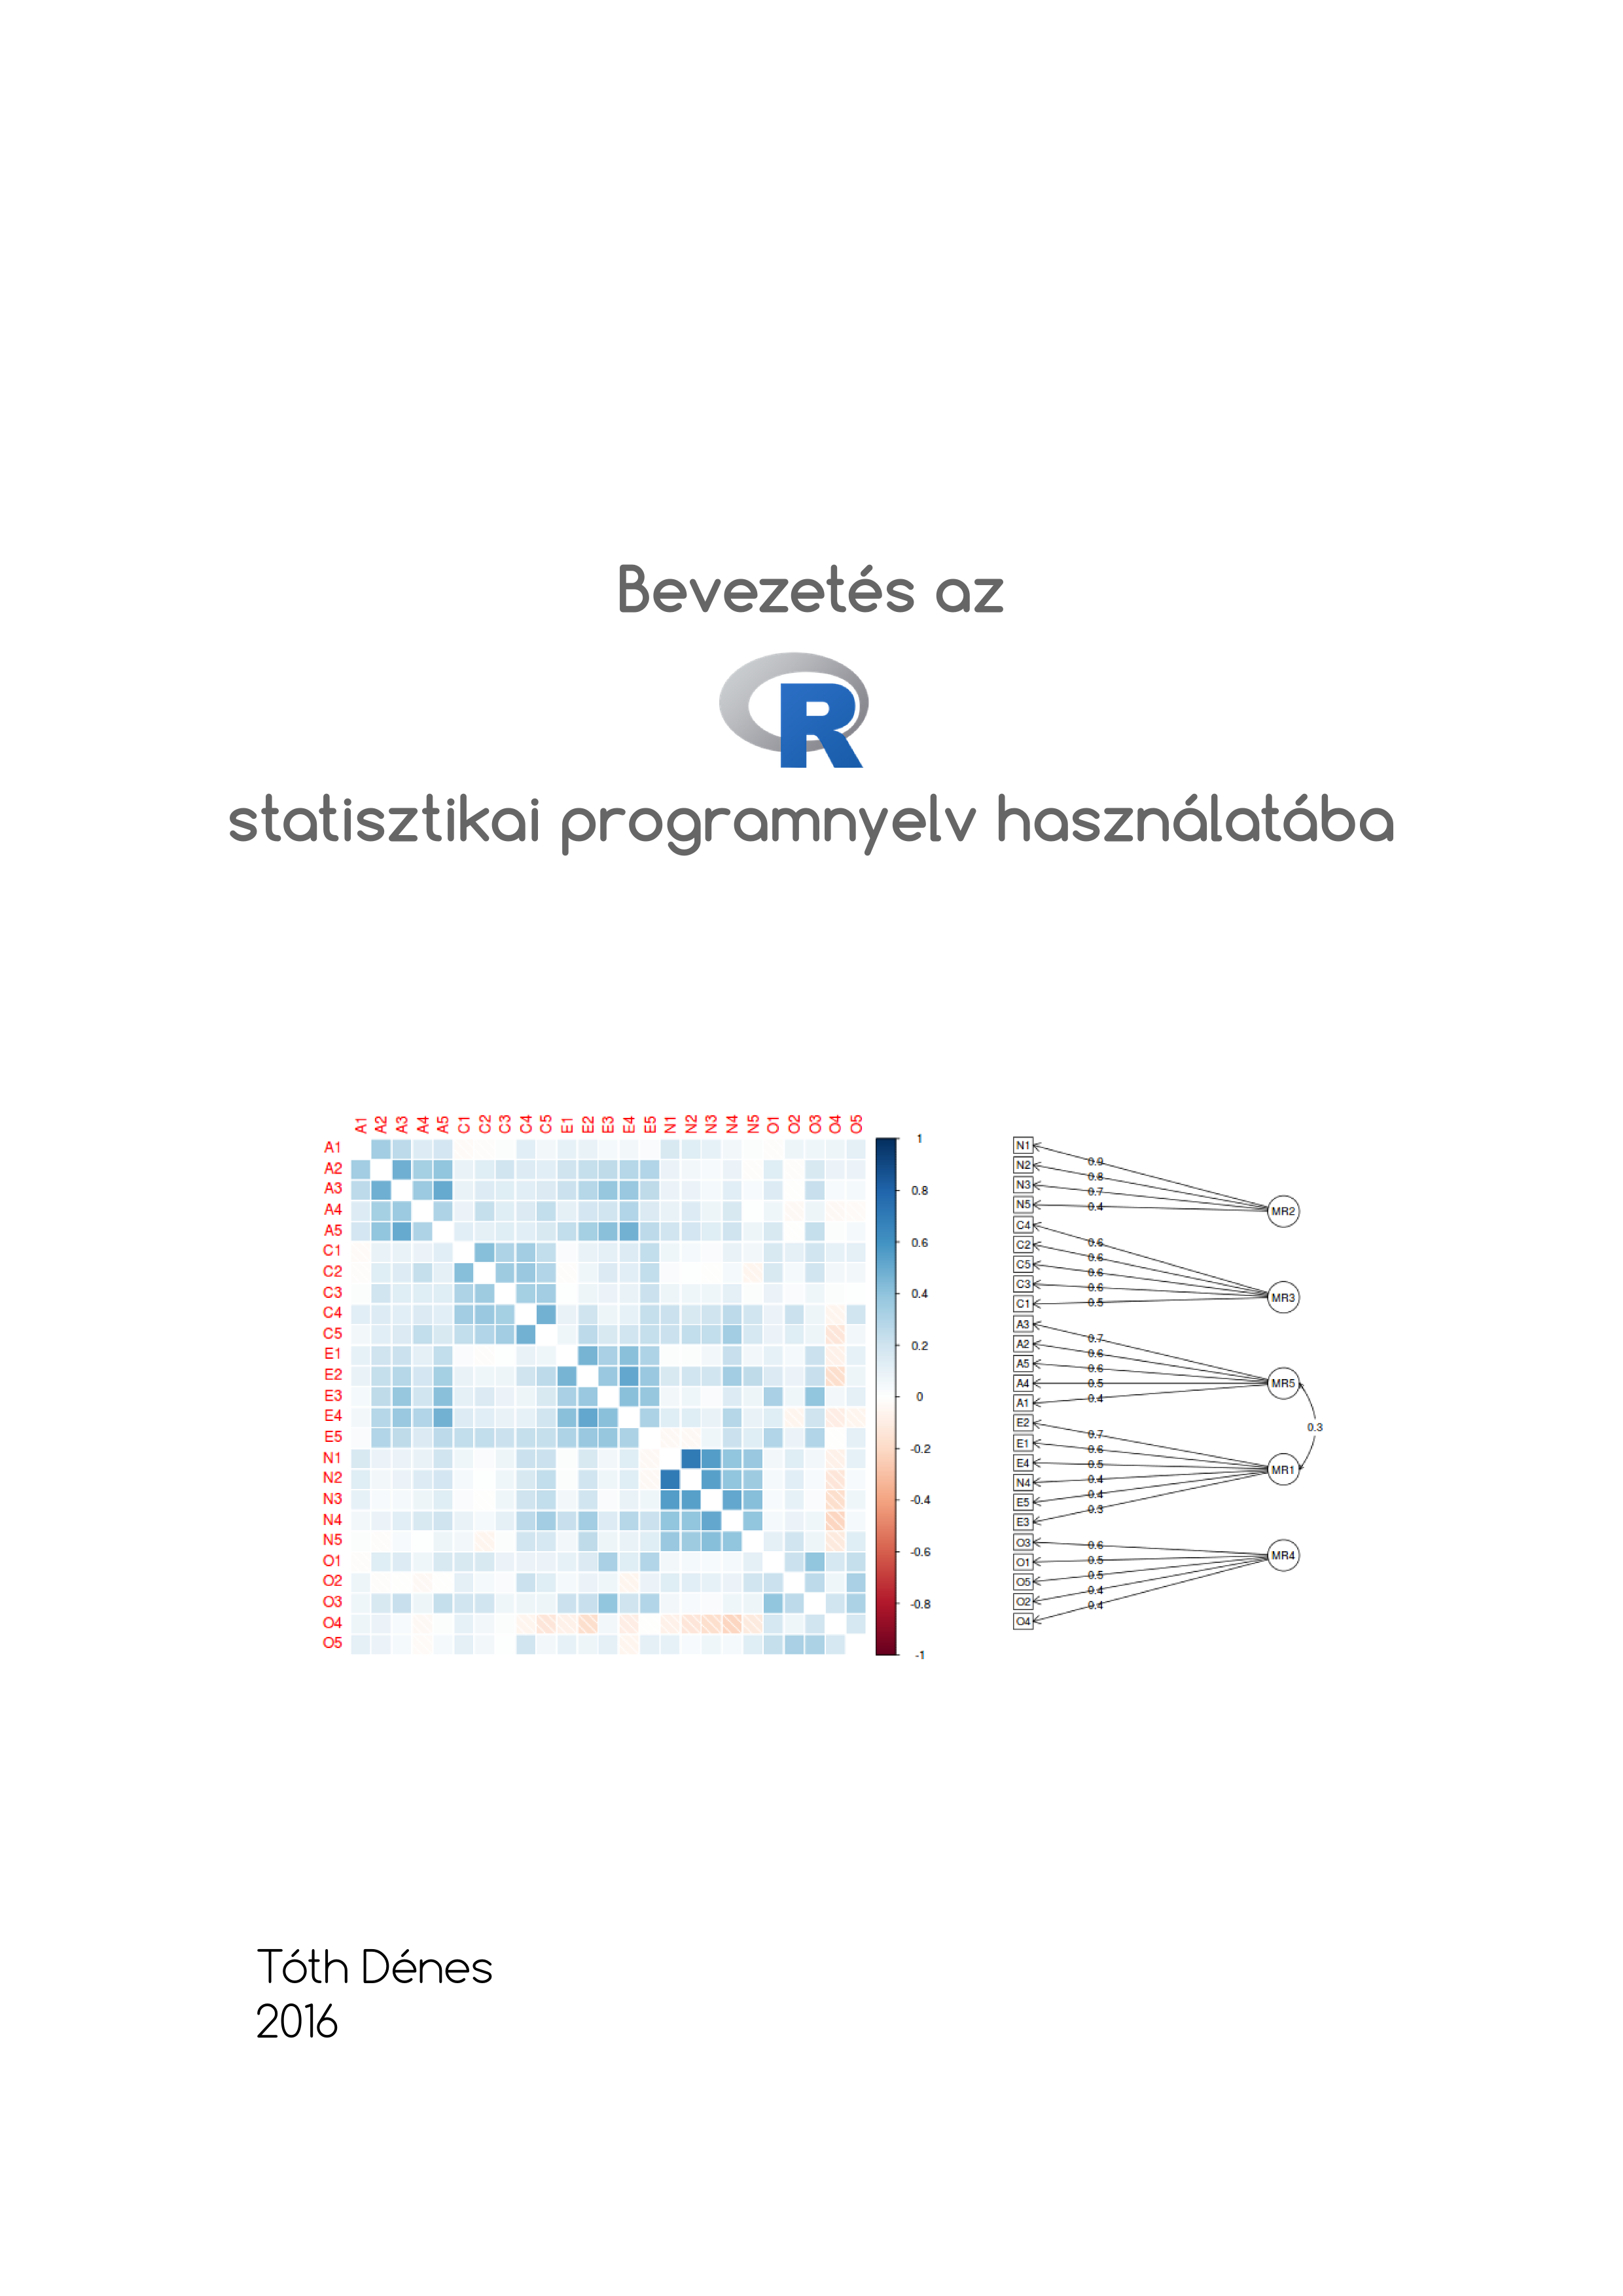 Bevezetés az
R
statisztikai programnyelv használatába
A1 A2 A3 A4 A5 C1 C2 C3 C4 C5 E1 E2 E3 E4 E5 N1 N2 N3 N4 N5 O1 O2 O3 O4 O5
A1
A2
A3
A4
A5
C1
C2
C3
C4
C5
E1
E2
E3
E4
E5
N1
N2
N3
N4
N5
O1
O2
O3
O4
O5
1
0.8
0.6
0.4
0.2
0
-0.2
-0.4
-0.6
-0.8
-1
N1
N2
N3
N5
C4
C2
C5
C3
C1
A3
A2
A5
A4
A1
E2
E1
E4
N4
E5
E3
O3
O1
O5
O2
O4
0.9
0.8
0.7
0.4
0.6
0.6
0.6
0.6
0.5
0.7
0.6
0.6
0.5
0.4
0.7
0.6
0.5
0.4
0.4
0.3
0.6
0.5
0.5
0.4
0.4
MR2
MR3
MR5
MR1
MR4
0.3
Tóth Dénes
2016